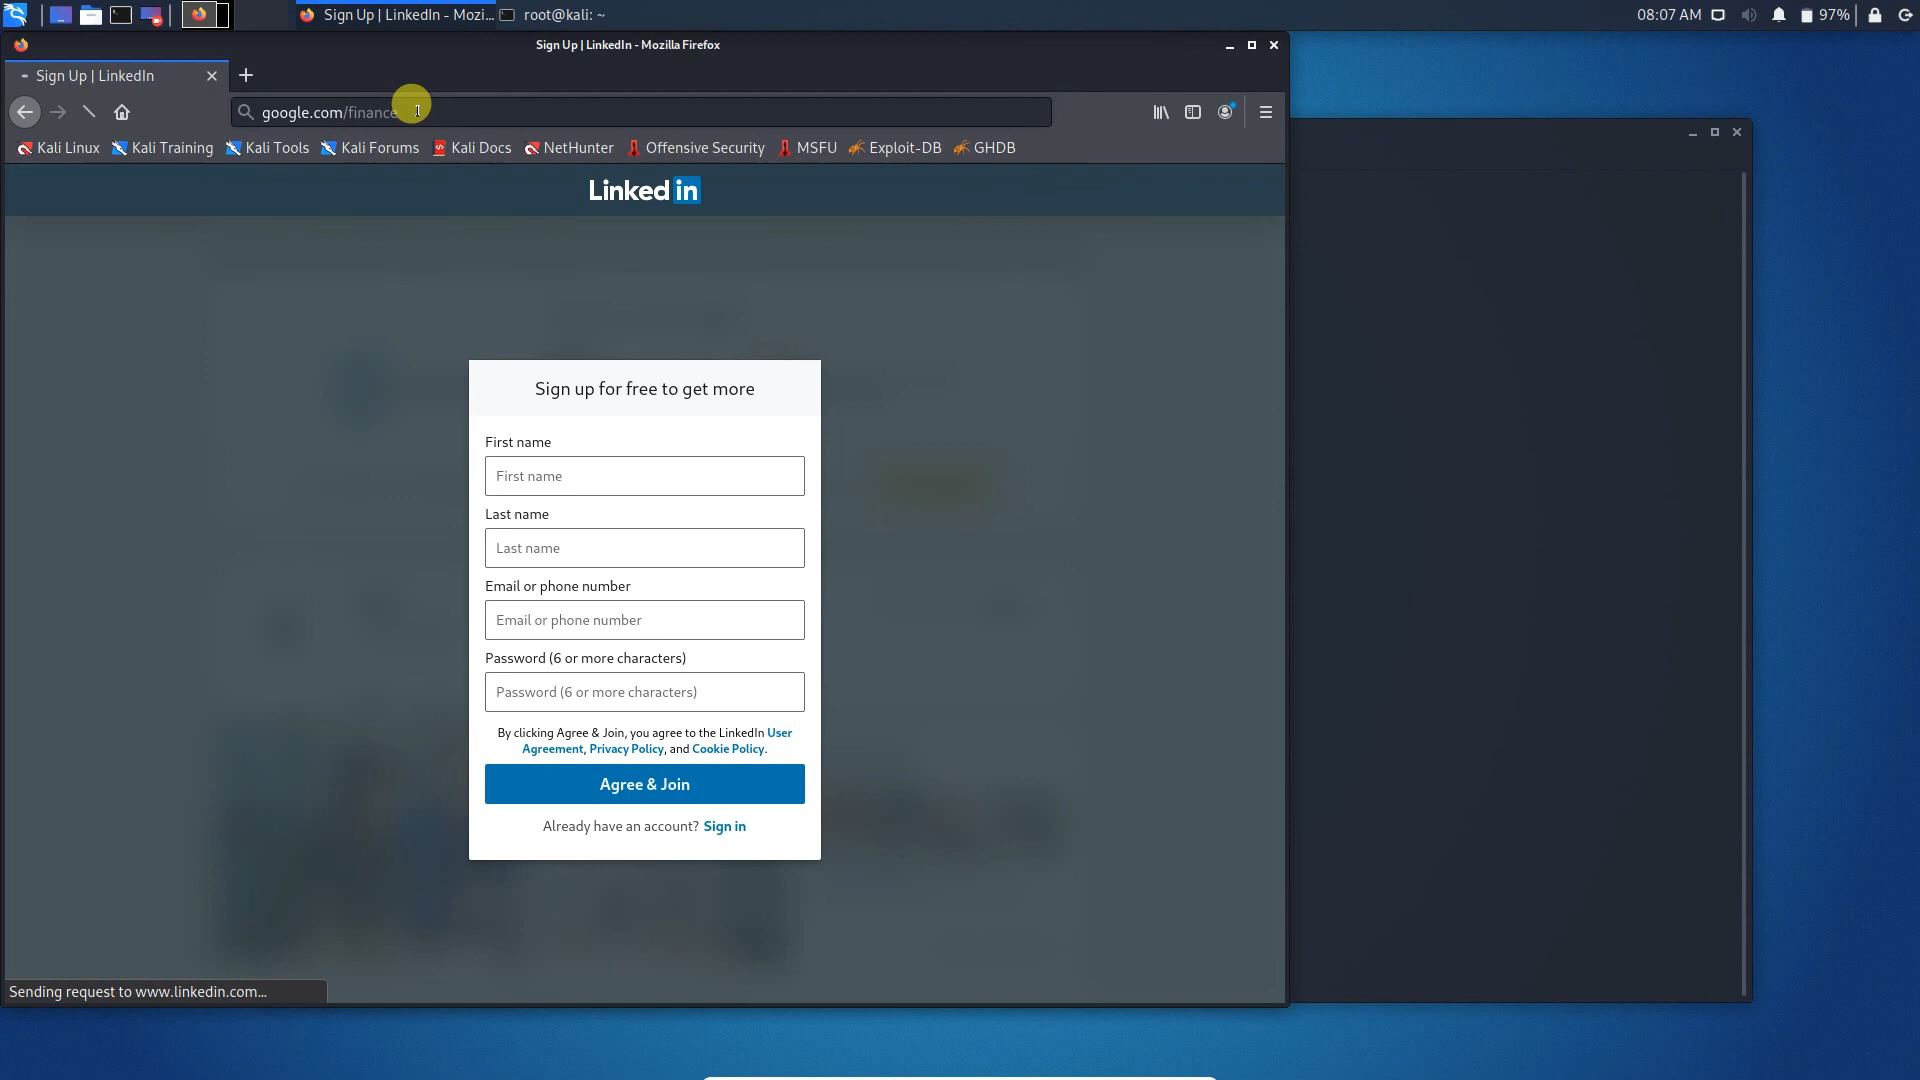 Sign Up | LinkedIn - Mozi...
root@kali: ~
08:07 AM
97%
Sign Up | LinkedIn - Mozilla Firefox
Sign Up | LinkedIn
google.com/finance
Kali Linux
Kali Training
Kali Tools
Kali Forums
Kali Docs
NetHunter
Offensive Security
MSFU
Exploit-DB
GHDB
Linked in
Sign up for free to get more
First name
First name
Last name
Last name
Email or phone number
Email or phone number
Password (6 or more characters)
Password (6 or more characters)
By clicking Agree & Join, you agree to the LinkedIn User
Agreement, Privacy Policy, and Cookie Policy.
Agree & Join
Already have an account? Sign in
Sending request to www.linkedin.com...